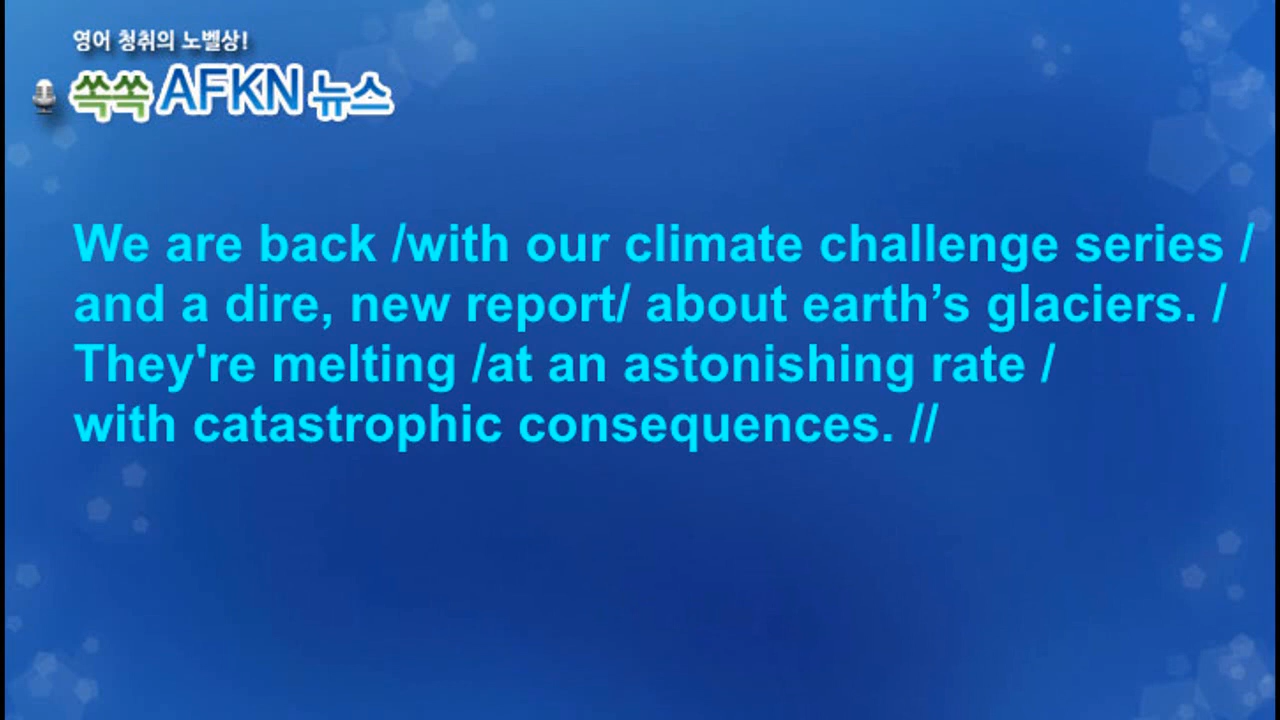 영어 청취의 노벨상!
쏙쏙 AFKN 뉴스
We are back /with our climate challenge series /
and a dire, new report/ about earth’s glaciers. /
They're melting /at an astonishing rate /
with catastrophic consequences. //